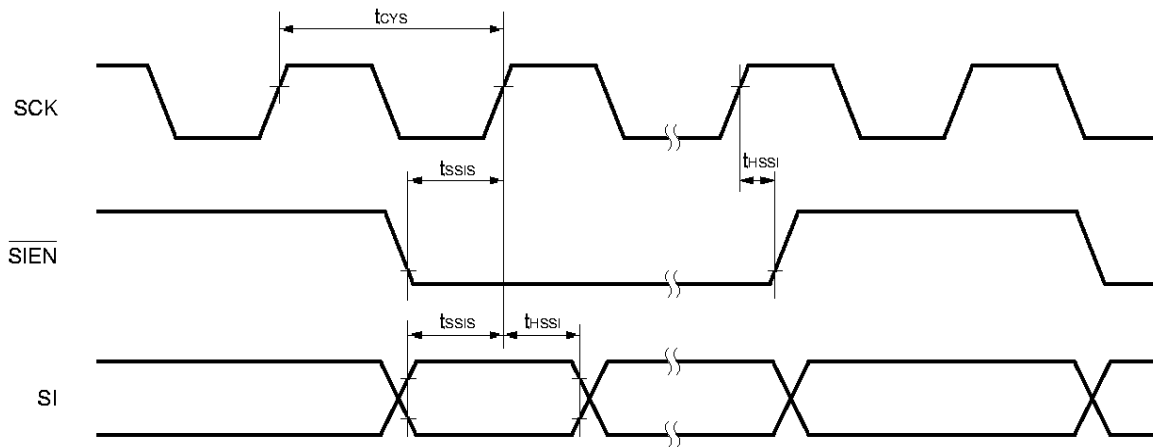 tCYS
SCK
tSSIS
tHSSI
SIEN
tSSIS
tHSSI
SI